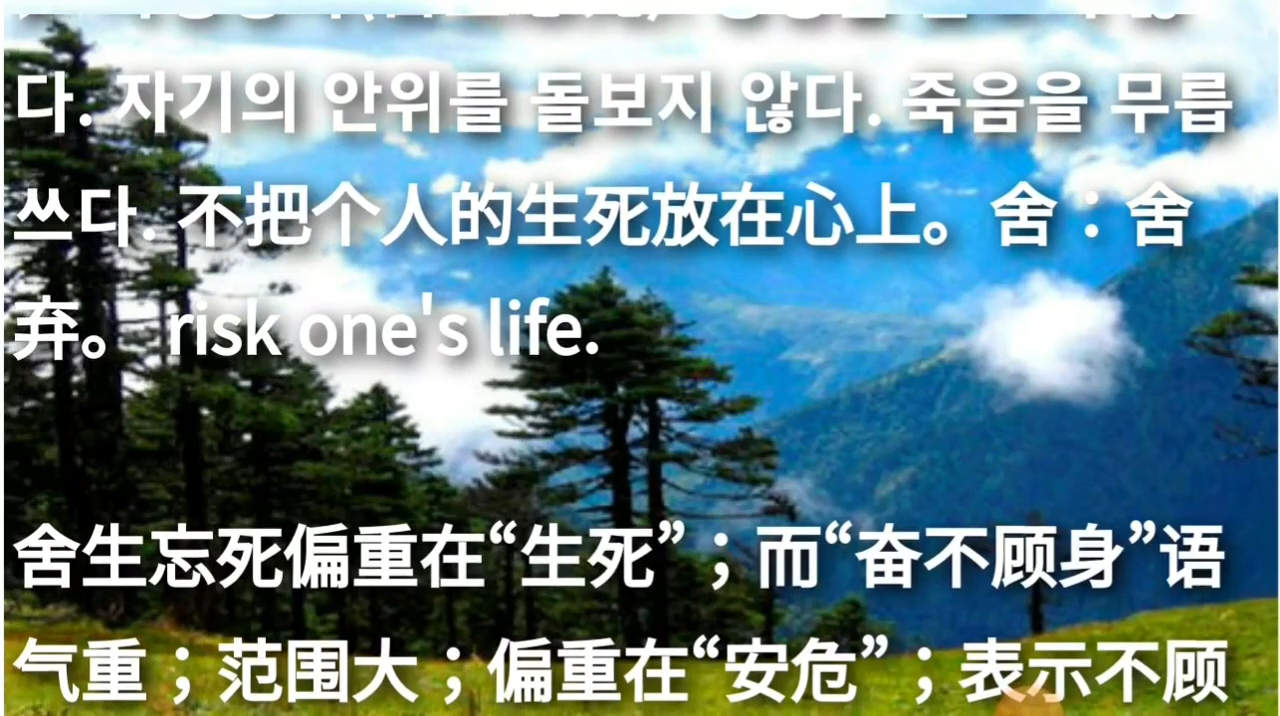 다. 자기의 안위를 돌보지 않다. 죽음을 무릅
쓰다. 不把个人的生死放在心上。舍：舍
弃。 risk one's life.
舍生忘死偏重在“生死”；而“奋不顾身”语
气重；范围大；偏重在“安危”；表示不顾